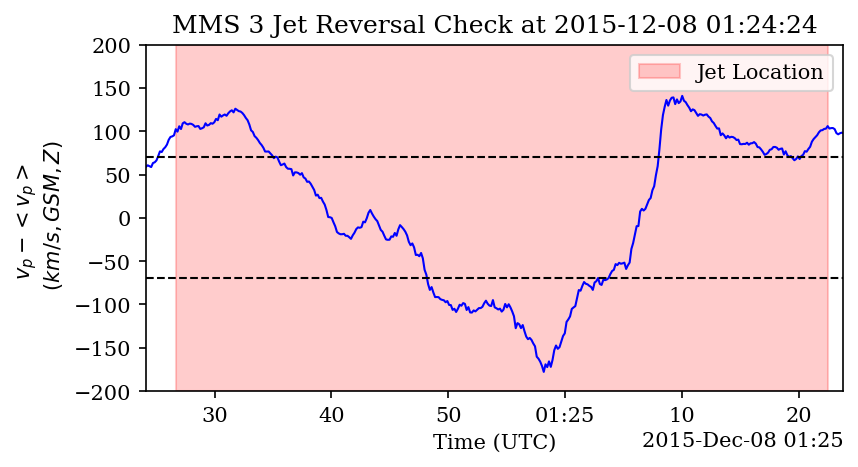 MMS 3 Jet Reversal Check at 2015-12-08 01:24:24
200
150
100
50
0
−50
−100
−150
−200
v_p − < v_p >
(km/s, GSM, Z)
Jet Location
30
40
50
01:25
10
20
Time (UTC)
2015-Dec-08 01:25